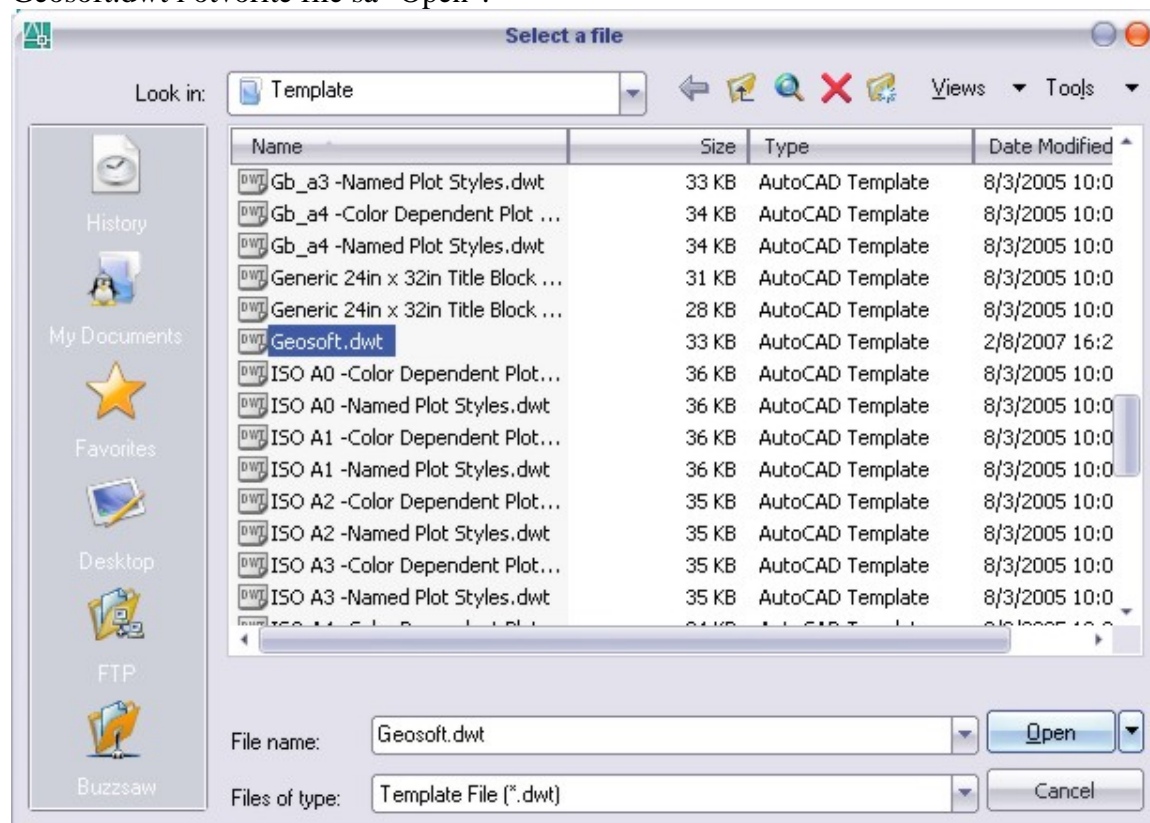 Geosoft.dwt i otvorite file sa "Open".
Select a file
Look in: Template Views Tools
Name Size Type Date Modified
Gb_a3 -Named Plot Styles.dwt 33 KB AutoCAD Template 8/3/2005 10:0
Gb_a4 -Color Dependent Plot ... 34 KB AutoCAD Template 8/3/2005 10:0
Gb_a4 -Named Plot Styles.dwt 34 KB AutoCAD Template 8/3/2005 10:0
Generic 24in x 32in Title Block ... 31 KB AutoCAD Template 8/3/2005 10:0
Generic 24in x 32in Title Block ... 28 KB AutoCAD Template 8/3/2005 10:0
Geosoft.dwt 33 KB AutoCAD Template 2/8/2007 16:2
ISO A0 -Color Dependent Plot... 36 KB AutoCAD Template 8/3/2005 10:0
ISO A0 -Named Plot Styles.dwt 36 KB AutoCAD Template 8/3/2005 10:0
ISO A1 -Color Dependent Plot... 36 KB AutoCAD Template 8/3/2005 10:0
ISO A1 -Named Plot Styles.dwt 36 KB AutoCAD Template 8/3/2005 10:0
ISO A2 -Color Dependent Plot... 35 KB AutoCAD Template 8/3/2005 10:0
ISO A2 -Named Plot Styles.dwt 35 KB AutoCAD Template 8/3/2005 10:0
ISO A3 -Color Dependent Plot... 35 KB AutoCAD Template 8/3/2005 10:0
ISO A3 -Named Plot Styles.dwt 35 KB AutoCAD Template 8/3/2005 10:0
History
My Documents
Favorites
Desktop
FTP
Buzzsaw
File name: Geosoft.dwt Open
Files of type: Template File (*.dwt) Cancel